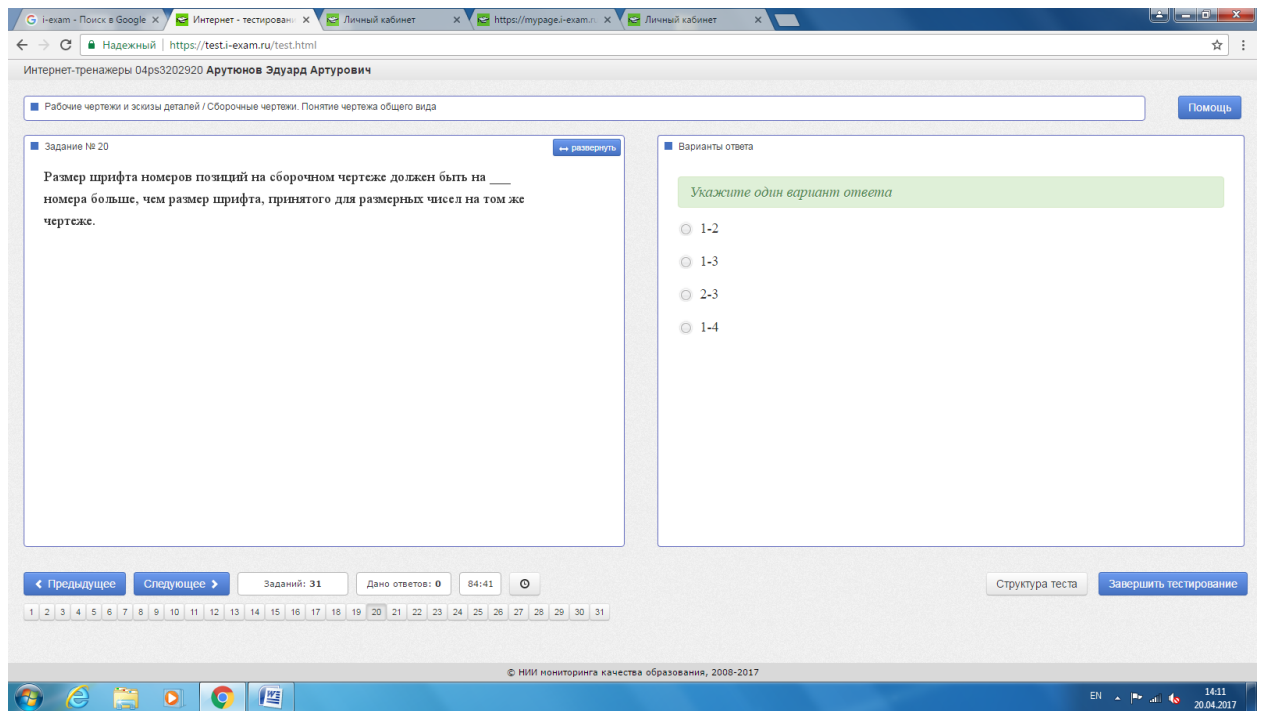 i-exam - Поиск в Google
Интернет - тестировани
Личный кабинет
https://mypage.i-exam.r
Личный кабинет
Надежный
https://test.i-exam.ru/test.html
Интернет-тренажеры 04ps3202920 Арутюнов Эдуард Артурович
Рабочие чертежи и эскизы деталей / Сборочные чертежи. Понятие чертежа общего вида
Помощь
Задание № 20
развернуть
Размер шрифта номеров позиций на сборочном чертеже должен быть на ___
номера больше, чем размер шрифта, принятого для размерных чисел на том же
чертеже.
Варианты ответа
Укажите один вариант ответа
1-2
1-3
2-3
1-4
Предыдущее
Следующее
Заданий: 31
Дано ответов: 0
84:41
Структура теста
Завершить тестирование
1 2 3 4 5 6 7 8 9 10 11 12 13 14 15 16 17 18 19 20 21 22 23 24 25 26 27 28 29 30 31
© НИИ мониторинга качества образования, 2008-2017
EN
14:11
20.04.2017